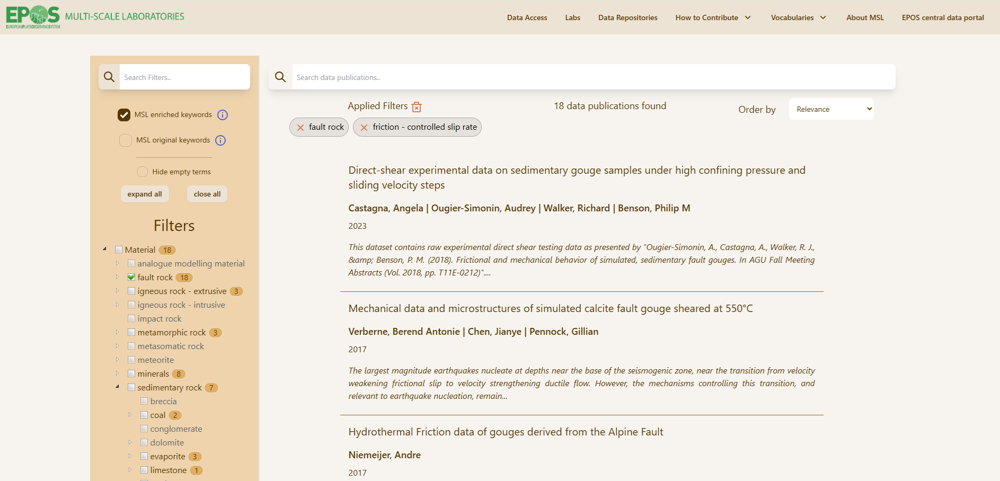 EPOS
EUROPEANPLATEOBSERVINGSYSTEM
MULTI-SCALE LABORATORIES
Data Access
Labs
Data Repositories
How to Contribute
Vocabularies
About MSL
EPOS central data portal
Search Filters..
MSL enriched keywords
MSL original keywords
Hide empty terms
expand all
close all
Filters
Material 18
analogue modelling material
fault rock 18
igneous rock - extrusive 3
igneous rock - intrusive
impact rock
metamorphic rock 3
metasomatic rock
meteorite
minerals 8
sedimentary rock 7
breccia
coal 2
conglomerate
dolomite
evaporite 3
limestone 1
Search data publications..
Applied Filters
18 data publications found
Order by
Relevance
fault rock
friction - controlled slip rate
Direct-shear experimental data on sedimentary gouge samples under high confining pressure and
sliding velocity steps
Castagna, Angela | Ougier-Simonin, Audrey | Walker, Richard | Benson, Philip M
2023
This dataset contains raw experimental direct shear testing data as presented by "Ougier-Simonin, A., Castagna, A., Walker, R. J.,
&amp; Benson, P. M. (2018). Frictional and mechanical behavior of simulated, sedimentary fault gouges. In AGU Fall Meeting
Abstracts (Vol. 2018, pp. T11E-0212)"....
Mechanical data and microstructures of simulated calcite fault gouge sheared at 550°C
Verberne, Berend Antonie | Chen, Jianye | Pennock, Gillian
2017
The largest magnitude earthquakes nucleate at depths near the base of the seismogenic zone, near the transition from velocity
weakening frictional slip to velocity strengthening ductile flow. However, the mechanisms controlling this transition, and
relevant to earthquake nucleation, remain...
Hydrothermal Friction data of gouges derived from the Alpine Fault
Niemeijer, Andre
2017